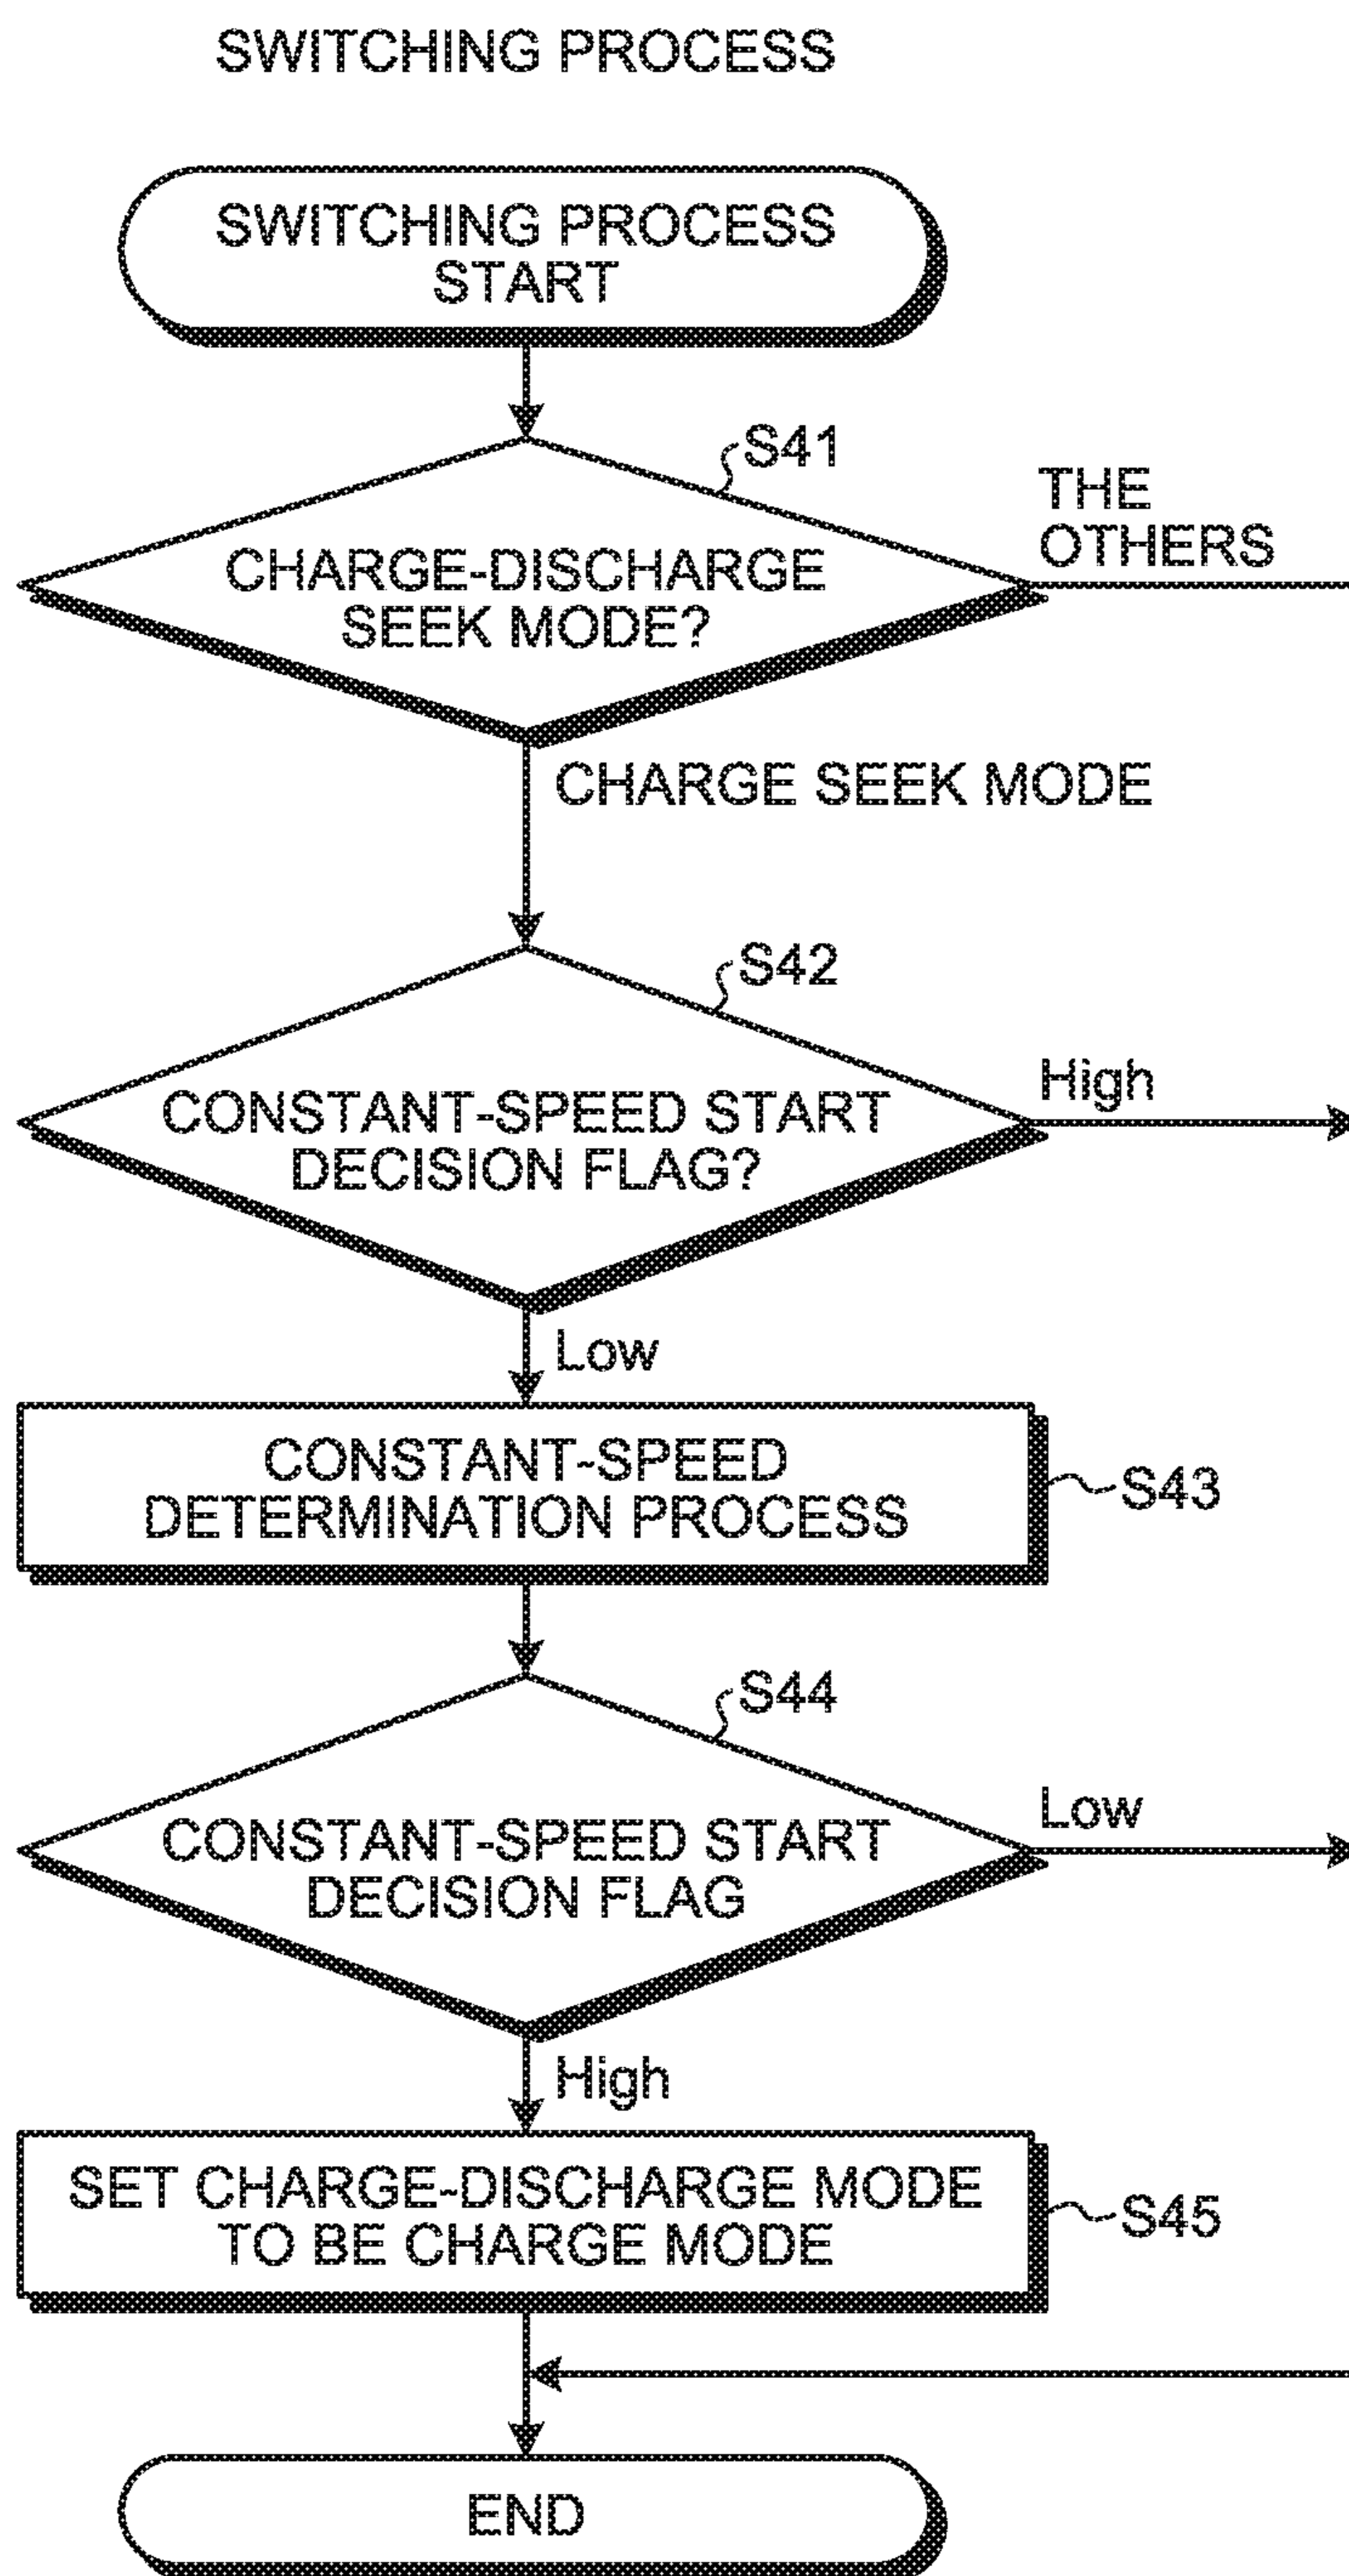 SWITCHING PROCESS
SWITCHING PROCESS
START
S41
THE
OTHERS
CHARGE-DISCHARGE
SEEK MODE?
CHARGE SEEK MODE
S42
High
CONSTANT-SPEED START
DECISION FLAG?
Low
CONSTANT-SPEED
DETERMINATION PROCESS
S43
S44
Low
CONSTANT-SPEED START
DECISION FLAG
High
SET CHARGE-DISCHARGE MODE
TO BE CHARGE MODE
S45
END